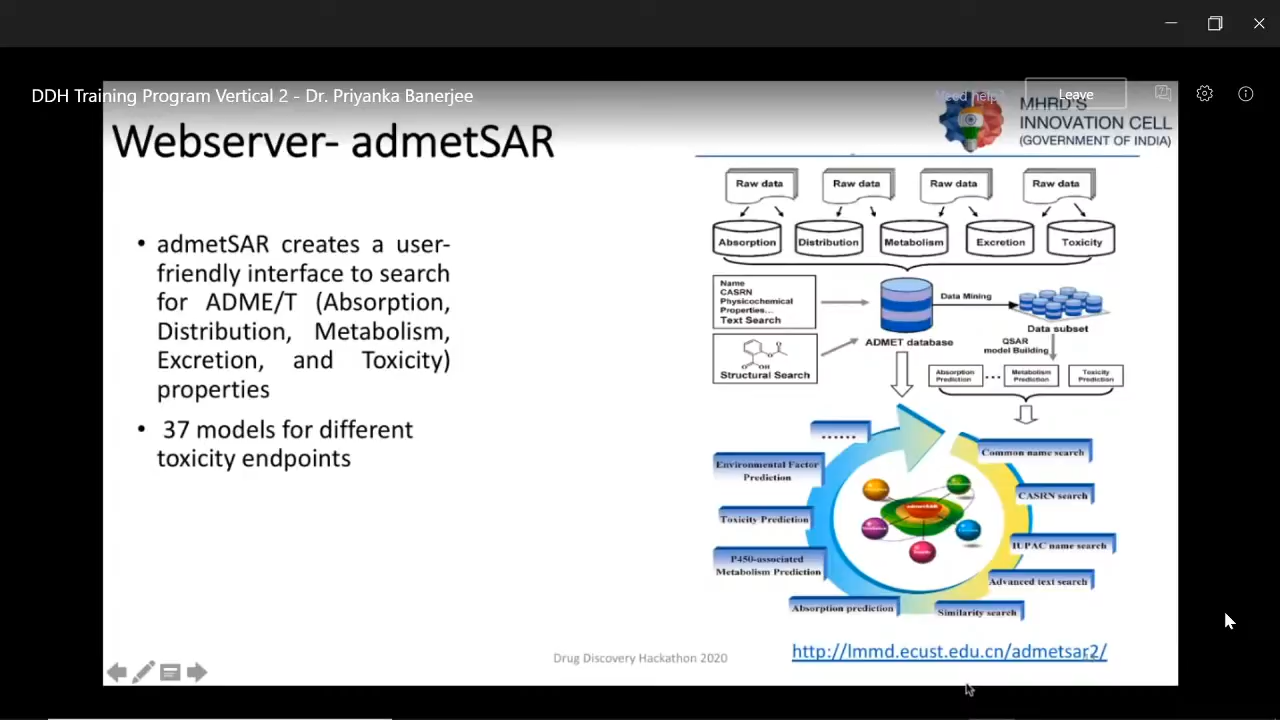 DDH Training Program Vertical 2 - Dr. Priyanka Banerjee
Need help?
Leave
MHRD'S
INNOVATION CELL
(GOVERNMENT OF INDIA)
Webserver- admetSAR
• admetSAR creates a user-
friendly interface to search
for ADME/T (Absorption,
Distribution, Metabolism,
Excretion, and Toxicity)
properties
• 37 models for different
toxicity endpoints
Raw data
Raw data
Raw data
Raw data
Absorption
Distribution
Metabolism
Excretion
Toxicity
Name
CASRN
Physicochemical
Properties...
Text Search
Data Mining
ADMET database
Data subset
O
O
O
OH
Structural Search
QSAR
model Building
Absorption
Prediction
...
Metabolism
Prediction
Toxicity
Prediction
......
Environmental Factor
Prediction
Toxicity Prediction
P450-associated
Metabolism Prediction
Absorption prediction
Common name search
CASRN search
IUPAC name search
Advanced text search
Similarity search
admetSAR
Drug Discovery Hackathon 2020
http://lmmd.ecust.edu.cn/admetsar2/